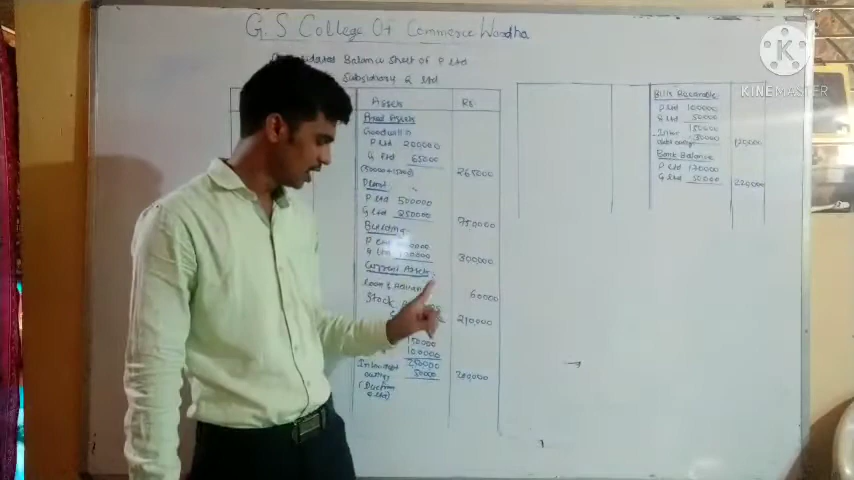 G.S College Of Commerce Wardha
Balance Sheet of P Ltd
Subsidiary Q Ltd
Assets
Rs
Fixed Assets
Goodwill
P Ltd 200000
Q Ltd 65000
265000
Plant
P Ltd 500000
Q Ltd 250000
750000
Building
P Ltd
300000
Current Assets:
Loan &
60000
Stock
210000
150000
100000
250000
50000
200000
Bills Receivable
P Ltd 100000
Q Ltd 50000
150000
30000
120000
Bank Balance
P Ltd 170000
Q Ltd 50000
220000
K
KINEMASTER